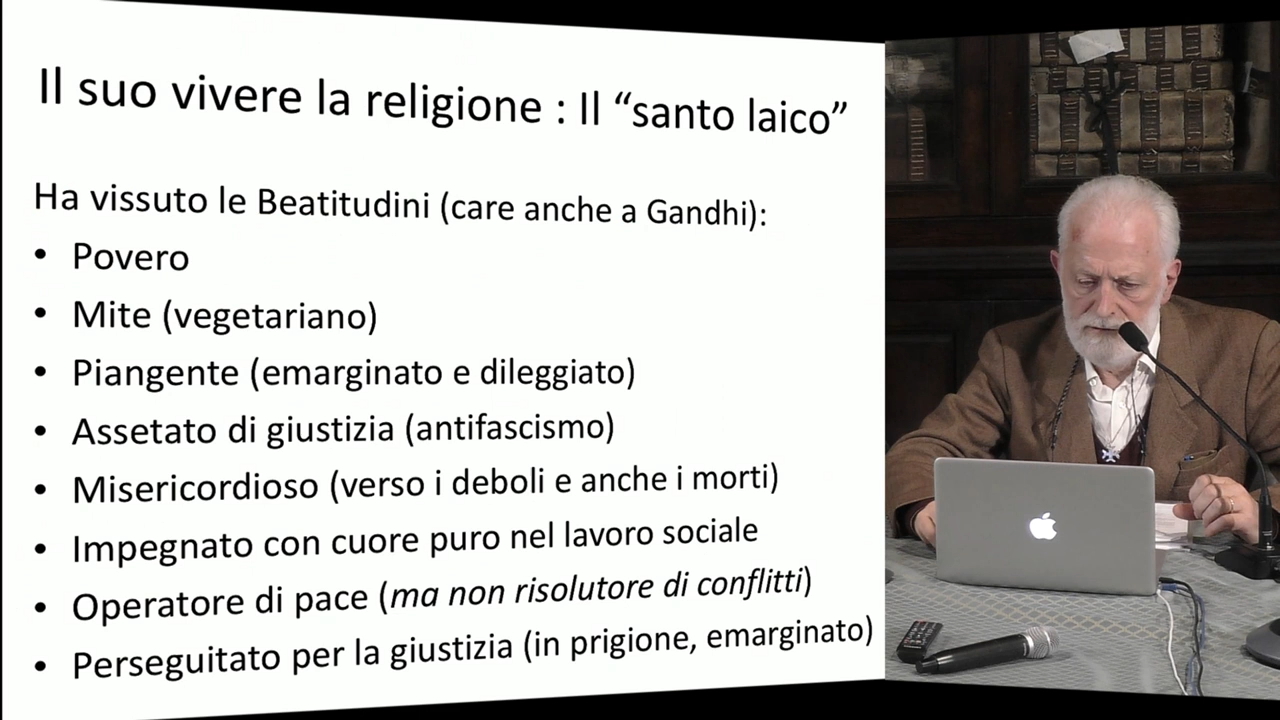 Il suo vivere la religione : Il “santo laico”
Ha vissuto le Beatitudini (care anche a Gandhi):
• Povero
• Mite (vegetariano)
• Piangente (emarginato e dileggiato)
• Assetato di giustizia (antifascismo)
• Misericordioso (verso i deboli e anche i morti)
• Impegnato con cuore puro nel lavoro sociale
• Operatore di pace (ma non risolutore di conflitti)
• Perseguitato per la giustizia (in prigione, emarginato)